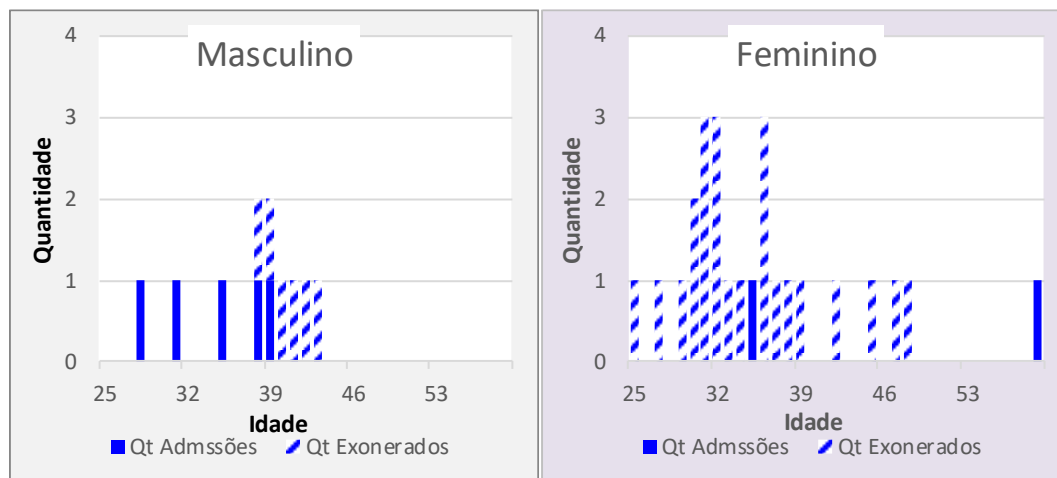 Masculino
Quantidade
4
3
2
1
0
25 32 39 46 53
Idade
Qt Admssões Qt Exonerados
Feminino
Quantidade
4
3
2
1
0
25 32 39 46 53
Idade
Qt Admssões Qt Exonerados